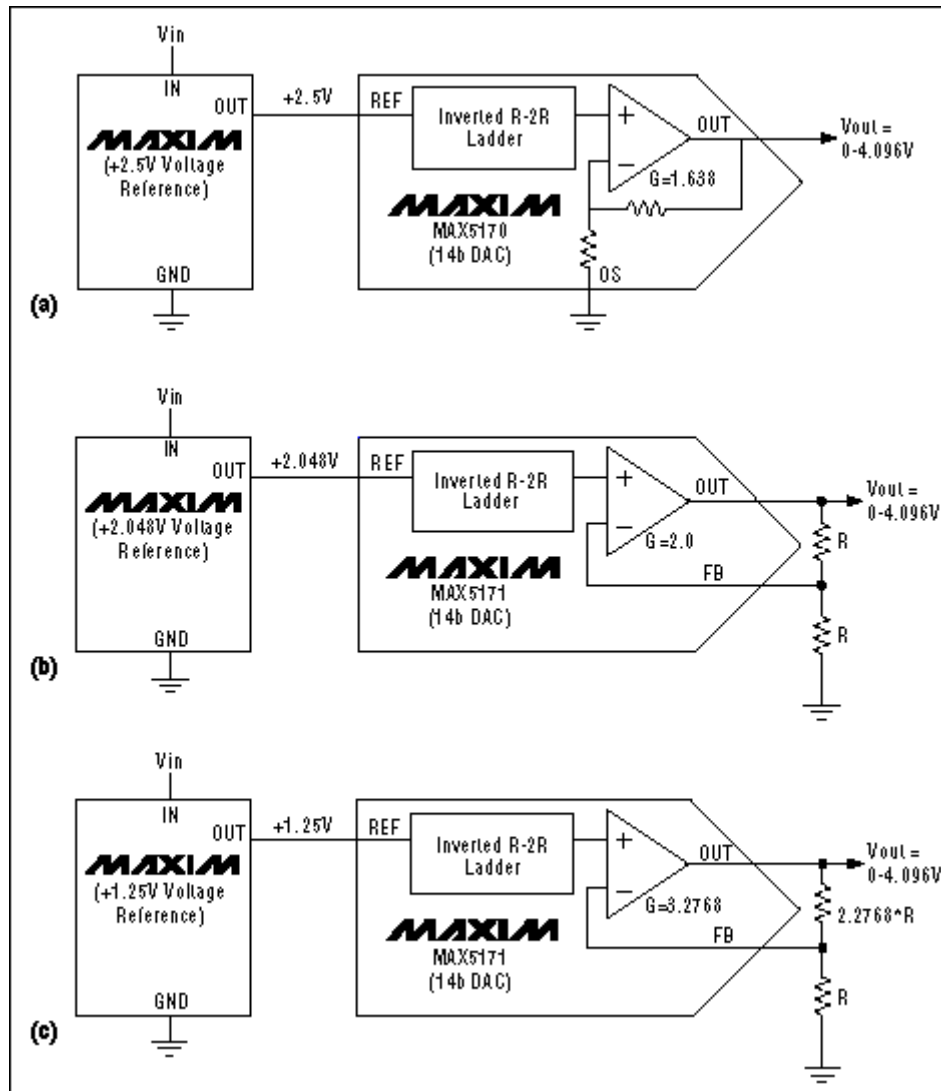 Vin
IN
OUT
MAXIM
(+2.5V Voltage
Reference)
GND
+2.5V
REF
Inverted R-2R
Ladder
+
−
OUT
G=1.638
MAXIM
MAX5170
(14b DAC)
OS
Vout =
0-4.096V
(a)
Vin
IN
OUT
MAXIM
(+2.048V Voltage
Reference)
GND
+2.048V
REF
Inverted R-2R
Ladder
+
−
OUT
G=2.0
FB
MAXIM
MAX5171
(14b DAC)
Vout =
0-4.096V
R
R
(b)
Vin
IN
OUT
MAXIM
(+1.25V Voltage
Reference)
GND
+1.25V
REF
Inverted R-2R
Ladder
+
−
OUT
G=3.2768
FB
MAXIM
MAX5171
(14b DAC)
Vout =
0-4.096V
2.2768*R
R
(c)